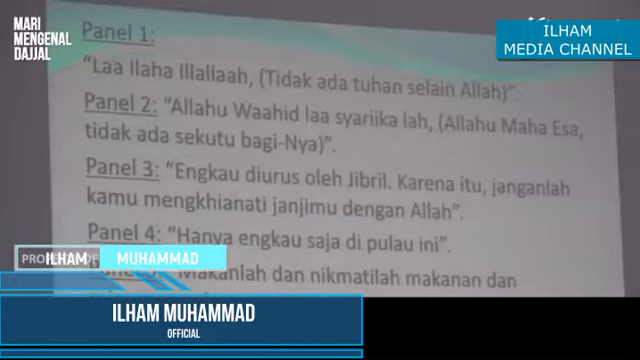 MARI
MENGENAL
DAJJAL
ILHAM
MEDIA CHANNEL
Panel 1:
“Laa Ilaha Illallaah, (Tidak ada tuhan selain Allah)”.
Panel 2: “Allahu Waahid laa syariika lah, (Allahu Maha Esa,
tidak ada sekutu bagi-Nya)”.
Panel 3: “Engkau diurus oleh Jibril. Karena itu, janganlah
kamu mengkhianati janjimu dengan Allah”.
Panel 4: “Hanya engkau saja di pulau ini”.
“Makanlah dan nikmatilah makanan dan
ILHAM MUHAMMAD
ILHAM MUHAMMAD
OFFICIAL